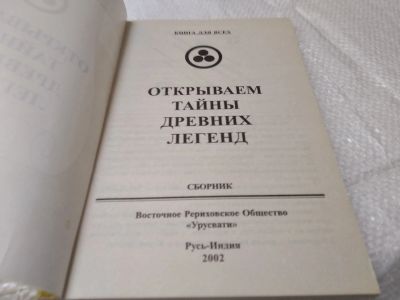 КНИГА ДЛЯ ВСЕХ
ОТКРЫВАЕМ
ТАЙНЫ
ДРЕВНИХ
ЛЕГЕНД
СБОРНИК
Восточное Рериховское Общество
«Урусвати»
Русь-Индия
2002